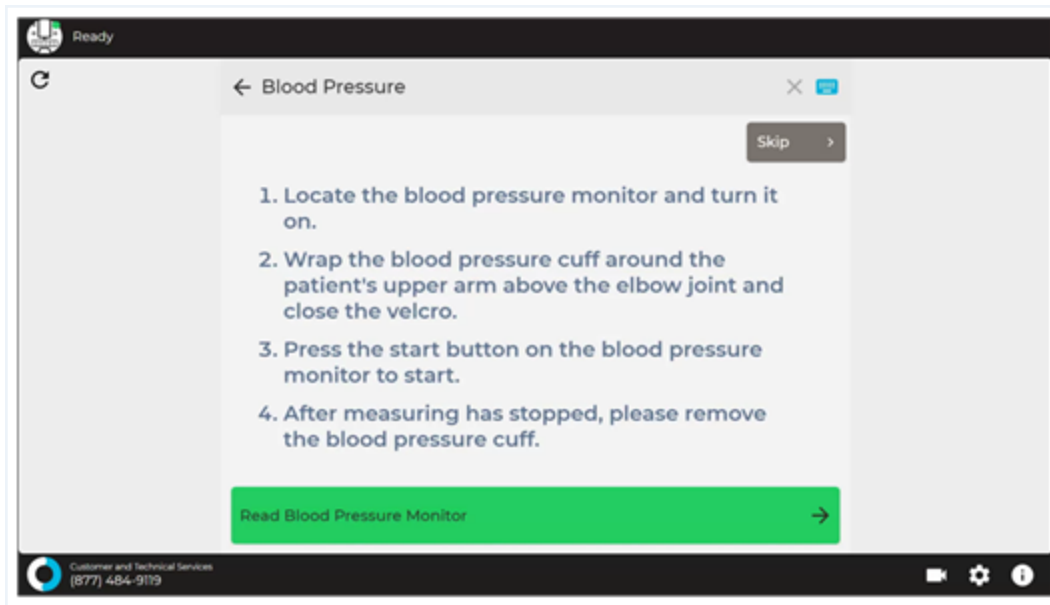 Ready
Blood Pressure
Skip
1. Locate the blood pressure monitor and turn it
on.
2. Wrap the blood pressure cuff around the
patient's upper arm above the elbow joint and
close the velcro.
3. Press the start button on the blood pressure
monitor to start.
4. After measuring has stopped, please remove
the blood pressure cuff.
Read Blood Pressure Monitor
Customer and Technical Services
(877) 484-9119